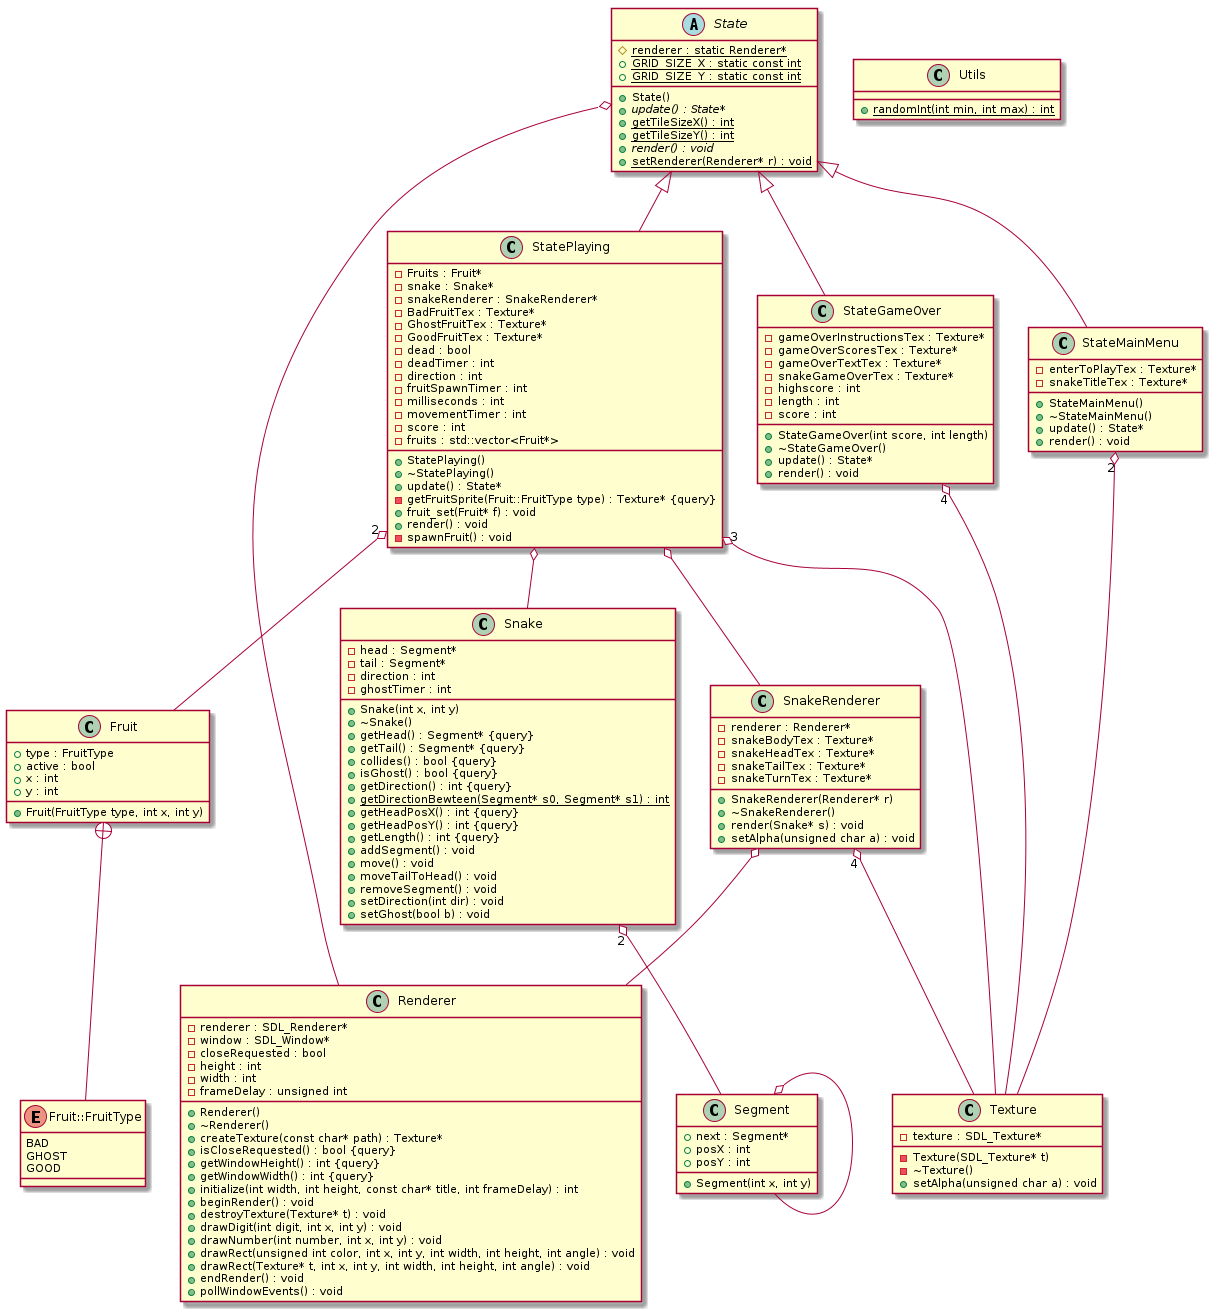 A State
renderer : static Renderer*
GRID_SIZE_X : static const int
GRID_SIZE_Y : static const int
State()
update() : State*
getTileSizeX() : int
getTileSizeY() : int
render() : void
setRenderer(Renderer* r) : void
C Utils
randomInt(int min, int max) : int
C StatePlaying
Fruits : Fruit*
snake : Snake*
snakeRenderer : SnakeRenderer*
BadFruitTex : Texture*
GhostFruitTex : Texture*
GoodFruitTex : Texture*
dead : bool
deadTimer : int
direction : int
fruitSpawnTimer : int
milliseconds : int
movementTimer : int
score : int
fruits : std::vector<Fruit*>
StatePlaying()
~StatePlaying()
update() : State*
getFruitSprite(Fruit::FruitType type) : Texture* {query}
fruit_set(Fruit* f) : void
render() : void
spawnFruit() : void
C StateGameOver
gameOverInstructionsTex : Texture*
gameOverScoresTex : Texture*
gameOverTextTex : Texture*
snakeGameOverTex : Texture*
highscore : int
length : int
score : int
StateGameOver(int score, int length)
~StateGameOver()
update() : State*
render() : void
C StateMainMenu
enterToPlayTex : Texture*
snakeTitleTex : Texture*
StateMainMenu()
~StateMainMenu()
update() : State*
render() : void
2
4
2
3
C Snake
head : Segment*
tail : Segment*
direction : int
ghostTimer : int
Snake(int x, int y)
~Snake()
getHead() : Segment* {query}
getTail() : Segment* {query}
collides() : bool {query}
isGhost() : bool {query}
getDirection() : int {query}
getDirectionBewteen(Segment* s0, Segment* s1) : int
getHeadPosX() : int {query}
getHeadPosY() : int {query}
getLength() : int {query}
addSegment() : void
move() : void
moveTailToHead() : void
removeSegment() : void
setDirection(int dir) : void
setGhost(bool b) : void
C SnakeRenderer
renderer : Renderer*
snakeBodyTex : Texture*
snakeHeadTex : Texture*
snakeTailTex : Texture*
snakeTurnTex : Texture*
SnakeRenderer(Renderer* r)
~SnakeRenderer()
render(Snake* s) : void
setAlpha(unsigned char a) : void
C Fruit
type : FruitType
active : bool
x : int
y : int
Fruit(FruitType type, int x, int y)
4
2
C Renderer
renderer : SDL_Renderer*
window : SDL_Window*
closeRequested : bool
height : int
width : int
frameDelay : unsigned int
Renderer()
~Renderer()
createTexture(const char* path) : Texture*
isCloseRequested() : bool {query}
getWindowHeight() : int {query}
getWindowWidth() : int {query}
initialize(int width, int height, const char* title, int frameDelay) : int
beginRender() : void
destroyTexture(Texture* t) : void
drawDigit(int digit, int x, int y) : void
drawNumber(int number, int x, int y) : void
drawRect(unsigned int color, int x, int y, int width, int height, int angle) : void
drawRect(Texture* t, int x, int y, int width, int height, int angle) : void
endRender() : void
pollWindowEvents() : void
E Fruit::FruitType
BAD
GHOST
GOOD
C Segment
next : Segment*
posX : int
posY : int
Segment(int x, int y)
C Texture
texture : SDL_Texture*
Texture(SDL_Texture* t)
~Texture()
setAlpha(unsigned char a) : void